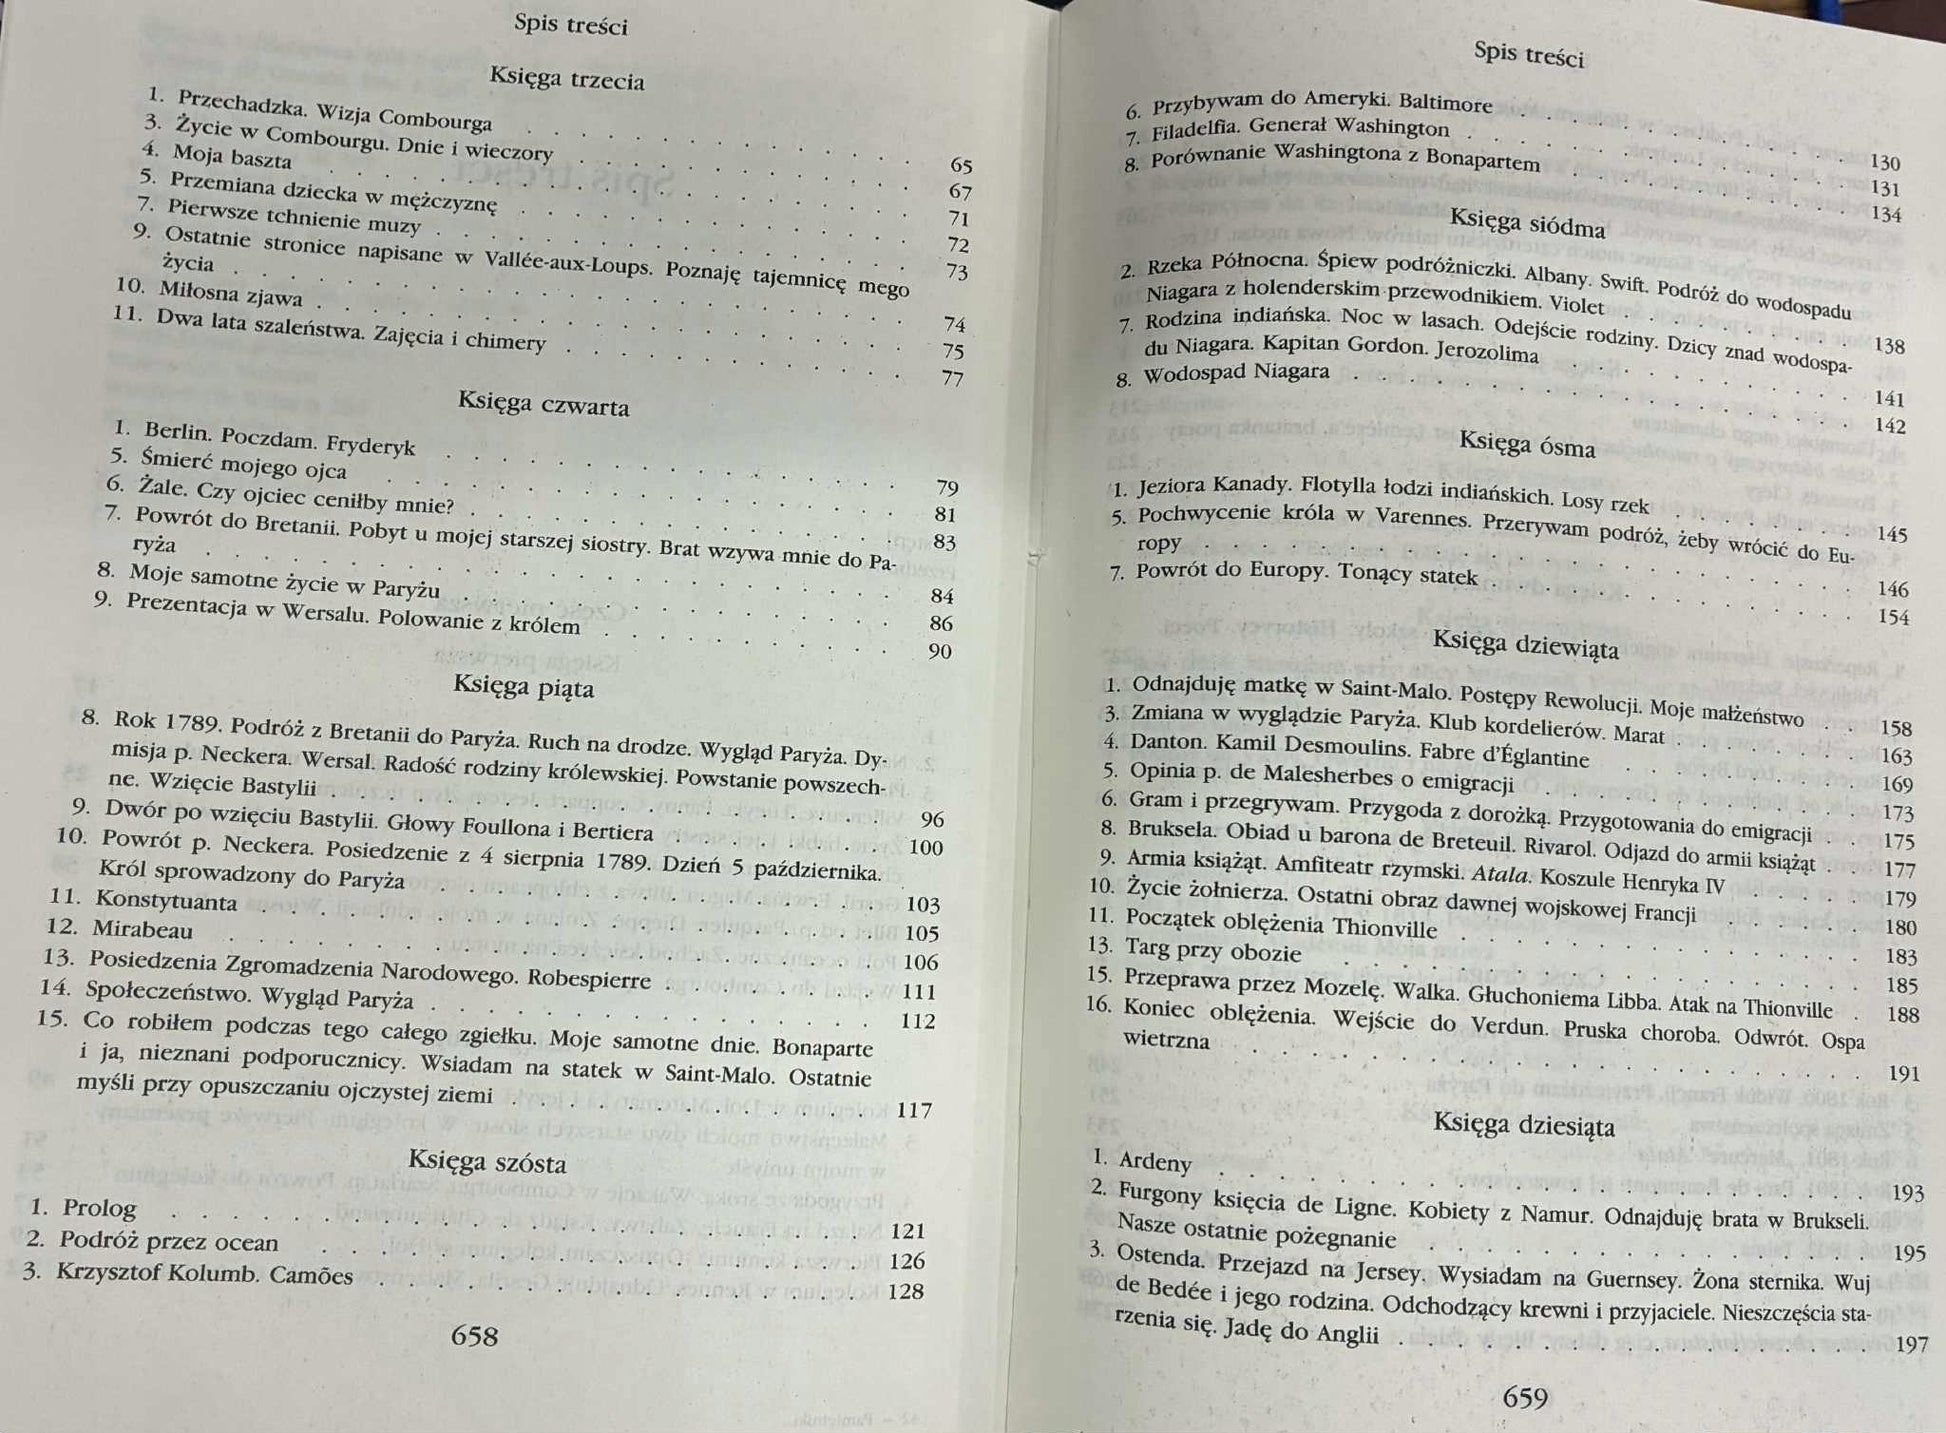 Spis treści
Księga trzecia
1. Przechadzka. Wizja Combourga . . . . . . . . . . . . . . 65
3. Życie w Combourgu. Dnie i wieczory . . . . . . . . . . . . 67
4. Moja baszta . . . . . . . . . . . . . . . . . . . . 71
5. Przemiana dziecka w mężczyznę . . . . . . . . . . . . . . 72
7. Pierwsze tchnienie muzy . . . . . . . . . . . . . . . . . 73
9. Ostatnie stronice napisane w Vallée-aux-Loups. Poznaję tajemnicę mego
życia . . . . . . . . . . . . . . . . . . . . . . . . 74
10. Miłosna zjawa . . . . . . . . . . . . . . . . . . . . . 75
11. Dwa lata szaleństwa. Zajęcia i chimery . . . . . . . . . . . . 77
Księga czwarta
1. Berlin. Poczdam. Fryderyk . . . . . . . . . . . . . . . . 79
5. Śmierć mojego ojca . . . . . . . . . . . . . . . . . . 81
6. Żale. Czy ojciec ceniłby mnie? . . . . . . . . . . . . . . . 83
7. Powrót do Bretanii. Pobyt u mojej starszej siostry. Brat wzywa mnie do Pa-
ryża . . . . . . . . . . . . . . . . . . . . . . . . 84
8. Moje samotne życie w Paryżu . . . . . . . . . . . . . . . 86
9. Prezentacja w Wersalu. Polowanie z królem . . . . . . . . . . 90
Księga piąta
8. Rok 1789. Podróż z Bretanii do Paryża. Ruch na drodze. Wygląd Paryża. Dy-
misja p. Neckera. Wersal. Radość rodziny królewskiej. Powstanie powszech-
ne. Wzięcie Bastylii . . . . . . . . . . . . . . . . . . . 96
9. Dwór po wzięciu Bastylii. Głowy Foullona i Bertiera . . . . . . . 100
10. Powrót p. Neckera. Posiedzenie z 4 sierpnia 1789. Dzień 5 października.
Król sprowadzony do Paryża . . . . . . . . . . . . . . . 103
11. Konstytuanta . . . . . . . . . . . . . . . . . . . . . 105
12. Mirabeau . . . . . . . . . . . . . . . . . . . . . . 106
13. Posiedzenia Zgromadzenia Narodowego. Robespierre . . . . . . . . 111
14. Społeczeństwo. Wygląd Paryża . . . . . . . . . . . . . . . 112
15. Co robiłem podczas tego całego zgiełku. Moje samotne dnie. Bonaparte
i ja, nieznani podporucznicy. Wsiadam na statek w Saint-Malo. Ostatnie
myśli przy opuszczaniu ojczystej ziemi . . . . . . . . . . . . . 117
Księga szósta
1. Prolog . . . . . . . . . . . . . . . . . . . . . . . . 121
2. Podróż przez ocean . . . . . . . . . . . . . . . . . . . 126
3. Krzysztof Kolumb. Camões . . . . . . . . . . . . . . . . . 128
658
Spis treści
6. Przybywam do Ameryki. Baltimore . . . . . . . . . . . . . 130
7. Filadelfia. Generał Washington . . . . . . . . . . . . . . . 131
8. Porównanie Washingtona z Bonapartem . . . . . . . . . . . 134
Księga siódma
2. Rzeka Północna. Śpiew podróżniczki. Albany. Swift. Podróż do wodospadu
Niagara z holenderskim przewodnikiem. Violet . . . . . . . . . 138
7. Rodzina indiańska. Noc w lasach. Odejście rodziny. Dzicy znad wodospa-
du Niagara. Kapitan Gordon. Jerozolima . . . . . . . . . . . 141
8. Wodospad Niagara . . . . . . . . . . . . . . . . . . . 142
Księga ósma
1. Jeziora Kanady. Flotylla łodzi indiańskich. Losy rzek . . . . . . . 145
5. Pochwycenie króla w Varennes. Przerywam podróż, żeby wrócić do Eu-
ropy . . . . . . . . . . . . . . . . . . . . . . . . 146
7. Powrót do Europy. Tonący statek . . . . . . . . . . . . . . 154
Księga dziewiąta
1. Odnajduję matkę w Saint-Malo. Postępy Rewolucji. Moje małżeństwo . . 158
3. Zmiana w wyglądzie Paryża. Klub kordelierów. Marat . . . . . . . 163
4. Danton. Kamil Desmoulins. Fabre d'Églantine . . . . . . . . . 169
5. Opinia p. de Malesherbes o emigracji . . . . . . . . . . . . 173
6. Gram i przegrywam. Przygoda z dorożką. Przygotowania do emigracji . . 175
8. Bruksela. Obiad u barona de Breteuil. Rivarol. Odjazd do armii książąt . . 177
9. Armia książąt. Amfiteatr rzymski. Atala. Koszule Henryka IV . . . . . 179
10. Życie żołnierza. Ostatni obraz dawnej wojskowej Francji . . . . . . 180
11. Początek oblężenia Thionville . . . . . . . . . . . . . . . 183
13. Targ przy obozie . . . . . . . . . . . . . . . . . . . 185
15. Przeprawa przez Mozelę. Walka. Głuchoniema Libba. Atak na Thionville . 188
16. Koniec oblężenia. Wejście do Verdun. Pruska choroba. Odwrót. Ospa
wietrzna . . . . . . . . . . . . . . . . . . . . . . 191
Księga dziesiąta
1. Ardeny . . . . . . . . . . . . . . . . . . . . . . . 193
2. Furgony księcia de Ligne. Kobiety z Namur. Odnajduję brata w Brukseli.
Nasze ostatnie pożegnanie . . . . . . . . . . . . . . . . 195
3. Ostenda. Przejazd na Jersey. Wysiadam na Guernsey. Żona sternika. Wuj
de Bedée i jego rodzina. Odchodzący krewni i przyjaciele. Nieszczęścia sta-
rzenia się. Jadę do Anglii . . . . . . . . . . . . . . . . . 197
659